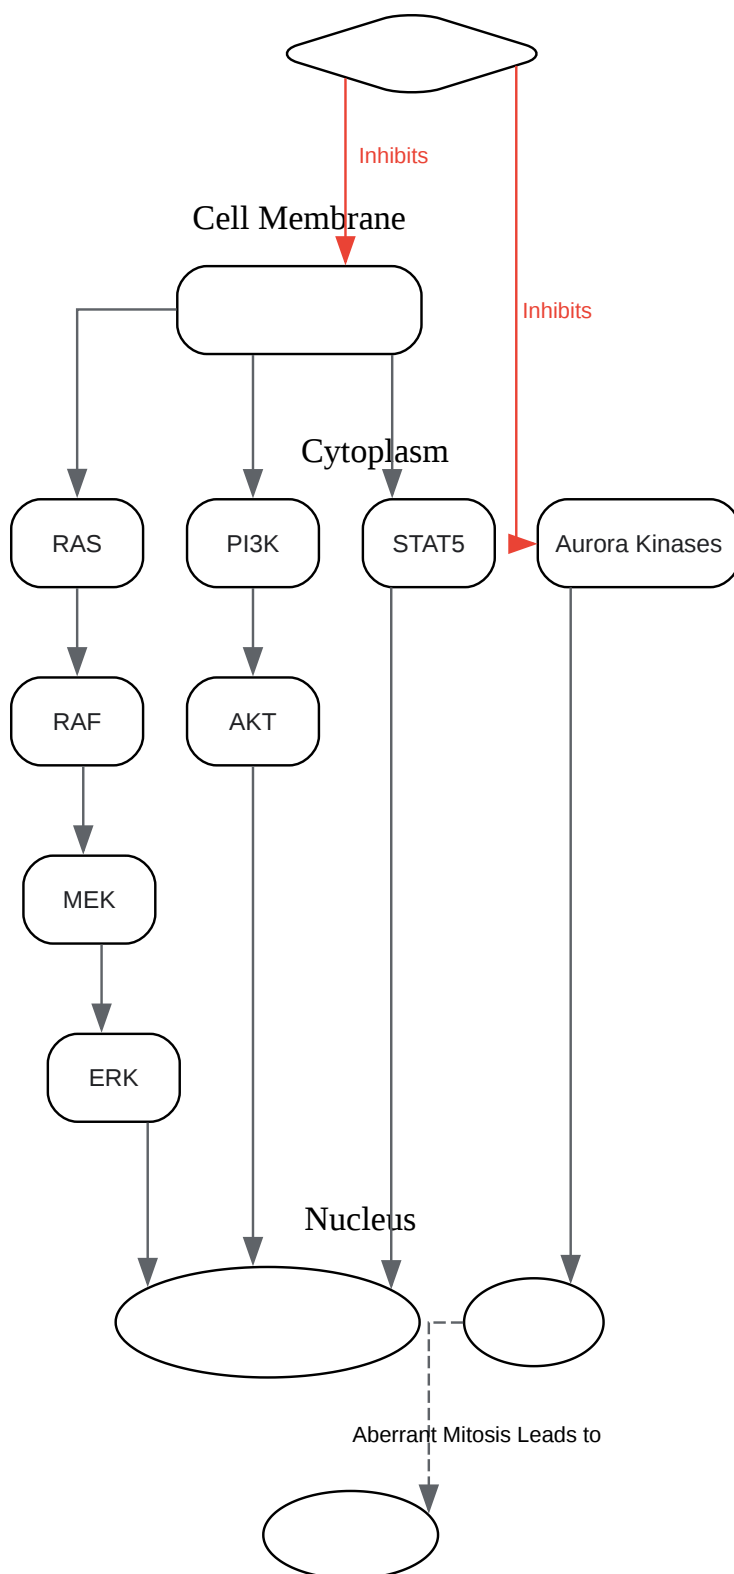 Inhibits
Cell Membrane
Inhibits
Cytoplasm
RAS
PI3K
STAT5
Aurora Kinases
RAF
AKT
MEK
ERK
Nucleus
Aberrant Mitosis Leads to